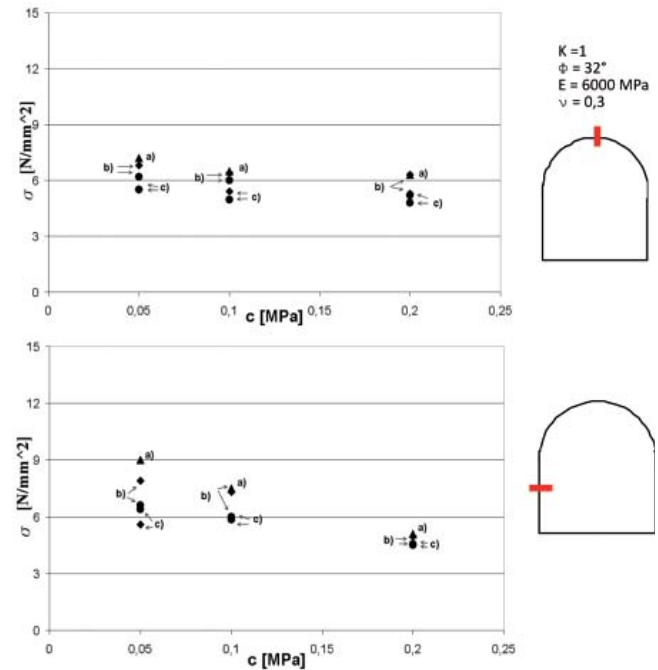 15
12
9
6
3
0
σ [N/mm^2]
a)
b)
c)
a)
b)
c)
a)
b)
c)
0
0,05
0,1
0,15
0,2
0,25
c [MPa]
K =1
Φ = 32°
E = 6000 MPa
ν = 0,3
15
12
9
6
3
0
σ [N/mm^2]
a)
b)
c)
a)
b)
c)
a)
b)
c)
0
0,05
0,1
0,15
0,2
0,25
c [MPa]